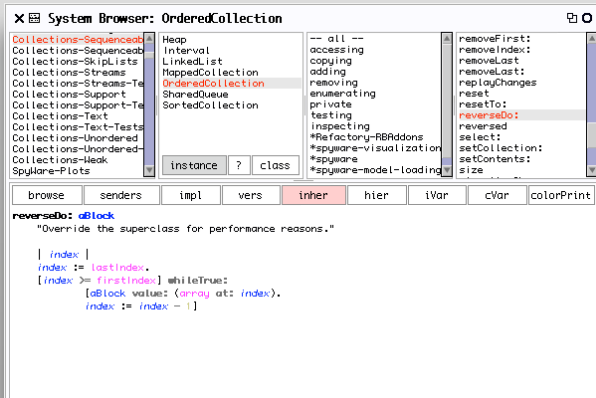 System Browser: OrderedCollection
Collections-Sequenceab
Collections-Sequenceab
Collections-SkipLists
Collections-Streams
Collections-Streams-Te
Collections-Support
Collections-Support-Te
Collections-Text
Collections-Text-Tests
Collections-Unordered
Collections-Unordered-
Collections-Weak
SpyWare-Plots
Heap
Interval
LinkedList
MappedCollection
OrderedCollection
SharedQueue
SortedCollection
instance ? class
-- all --
accessing
copying
adding
removing
enumerating
private
testing
inspecting
*Refactory-RBAddons
*spyware-visualization
*spyware
*spyware-model-loading
removeFirst:
removeIndex:
removeLast
removeLast:
replayChanges
reset
resetTo:
reverseDo:
reversed
select:
setCollection:
setContents:
size
browse senders impl vers inher hier iVar cVar colorPrint
reverseDo: aBlock
"Override the superclass for performance reasons."
| index |
index := lastIndex.
[index >= firstIndex] whileTrue:
[aBlock value: (array at: index).
index := index - 1]